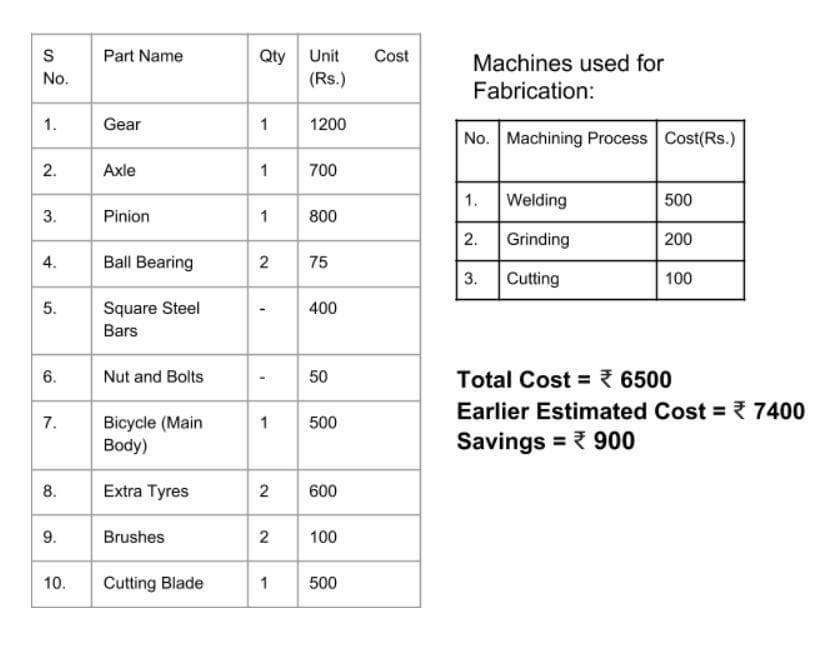 S No. Part Name Qty Unit Cost (Rs.)
1. Gear 1 1200
2. Axle 1 700
3. Pinion 1 800
4. Ball Bearing 2 75
5. Square Steel Bars - 400
6. Nut and Bolts - 50
7. Bicycle (Main Body) 1 500
8. Extra Tyres 2 600
9. Brushes 2 100
10. Cutting Blade 1 500
Machines used for
Fabrication:
No. Machining Process Cost(Rs.)
1. Welding 500
2. Grinding 200
3. Cutting 100
Total Cost = ₹ 6500
Earlier Estimated Cost = ₹ 7400
Savings = ₹ 900